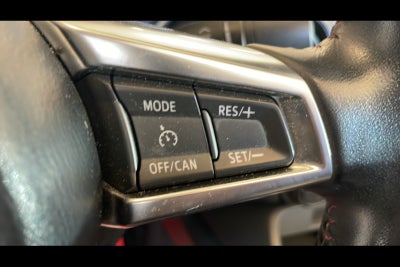 MODE
OFF/CAN
RES/+
SET/—